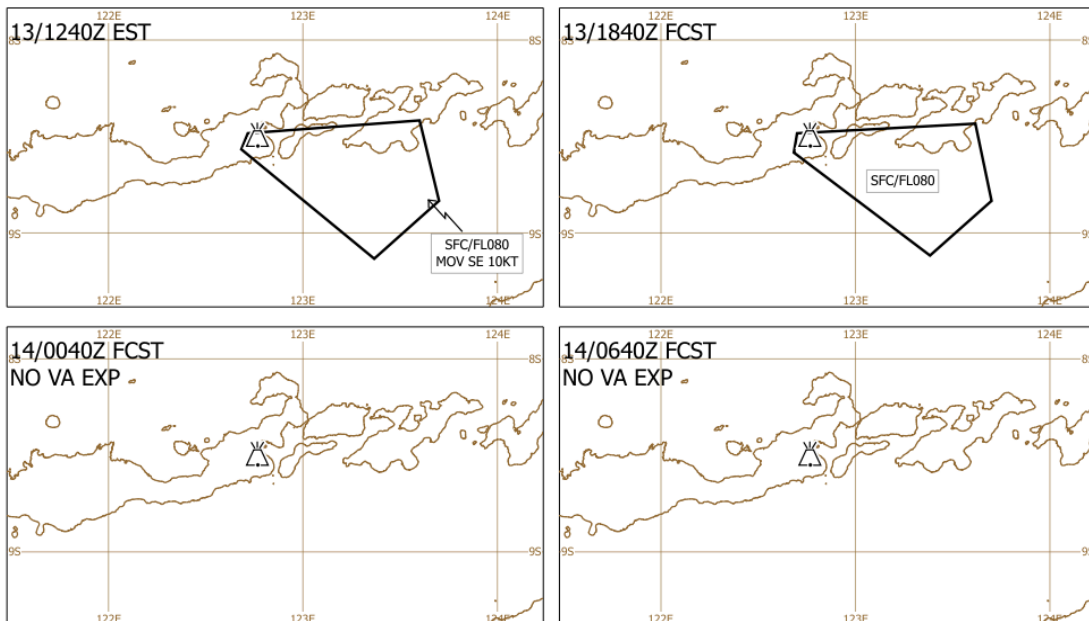 122E 123E 124E
13/1240Z EST
8S 8S
SFC/FL080
MOV SE 10KT
9S 9S
122E 123E 124E
122E 123E 124E
13/1840Z FCST
8S 8S
SFC/FL080
9S 9S
122E 123E 124E
122E 123E 124E
14/0040Z FCST
8S 8S
NO VA EXP
9S 9S
122E 123E 124E
122E 123E 124E
14/0640Z FCST
8S 8S
NO VA EXP
9S 9S
122E 123E 124E